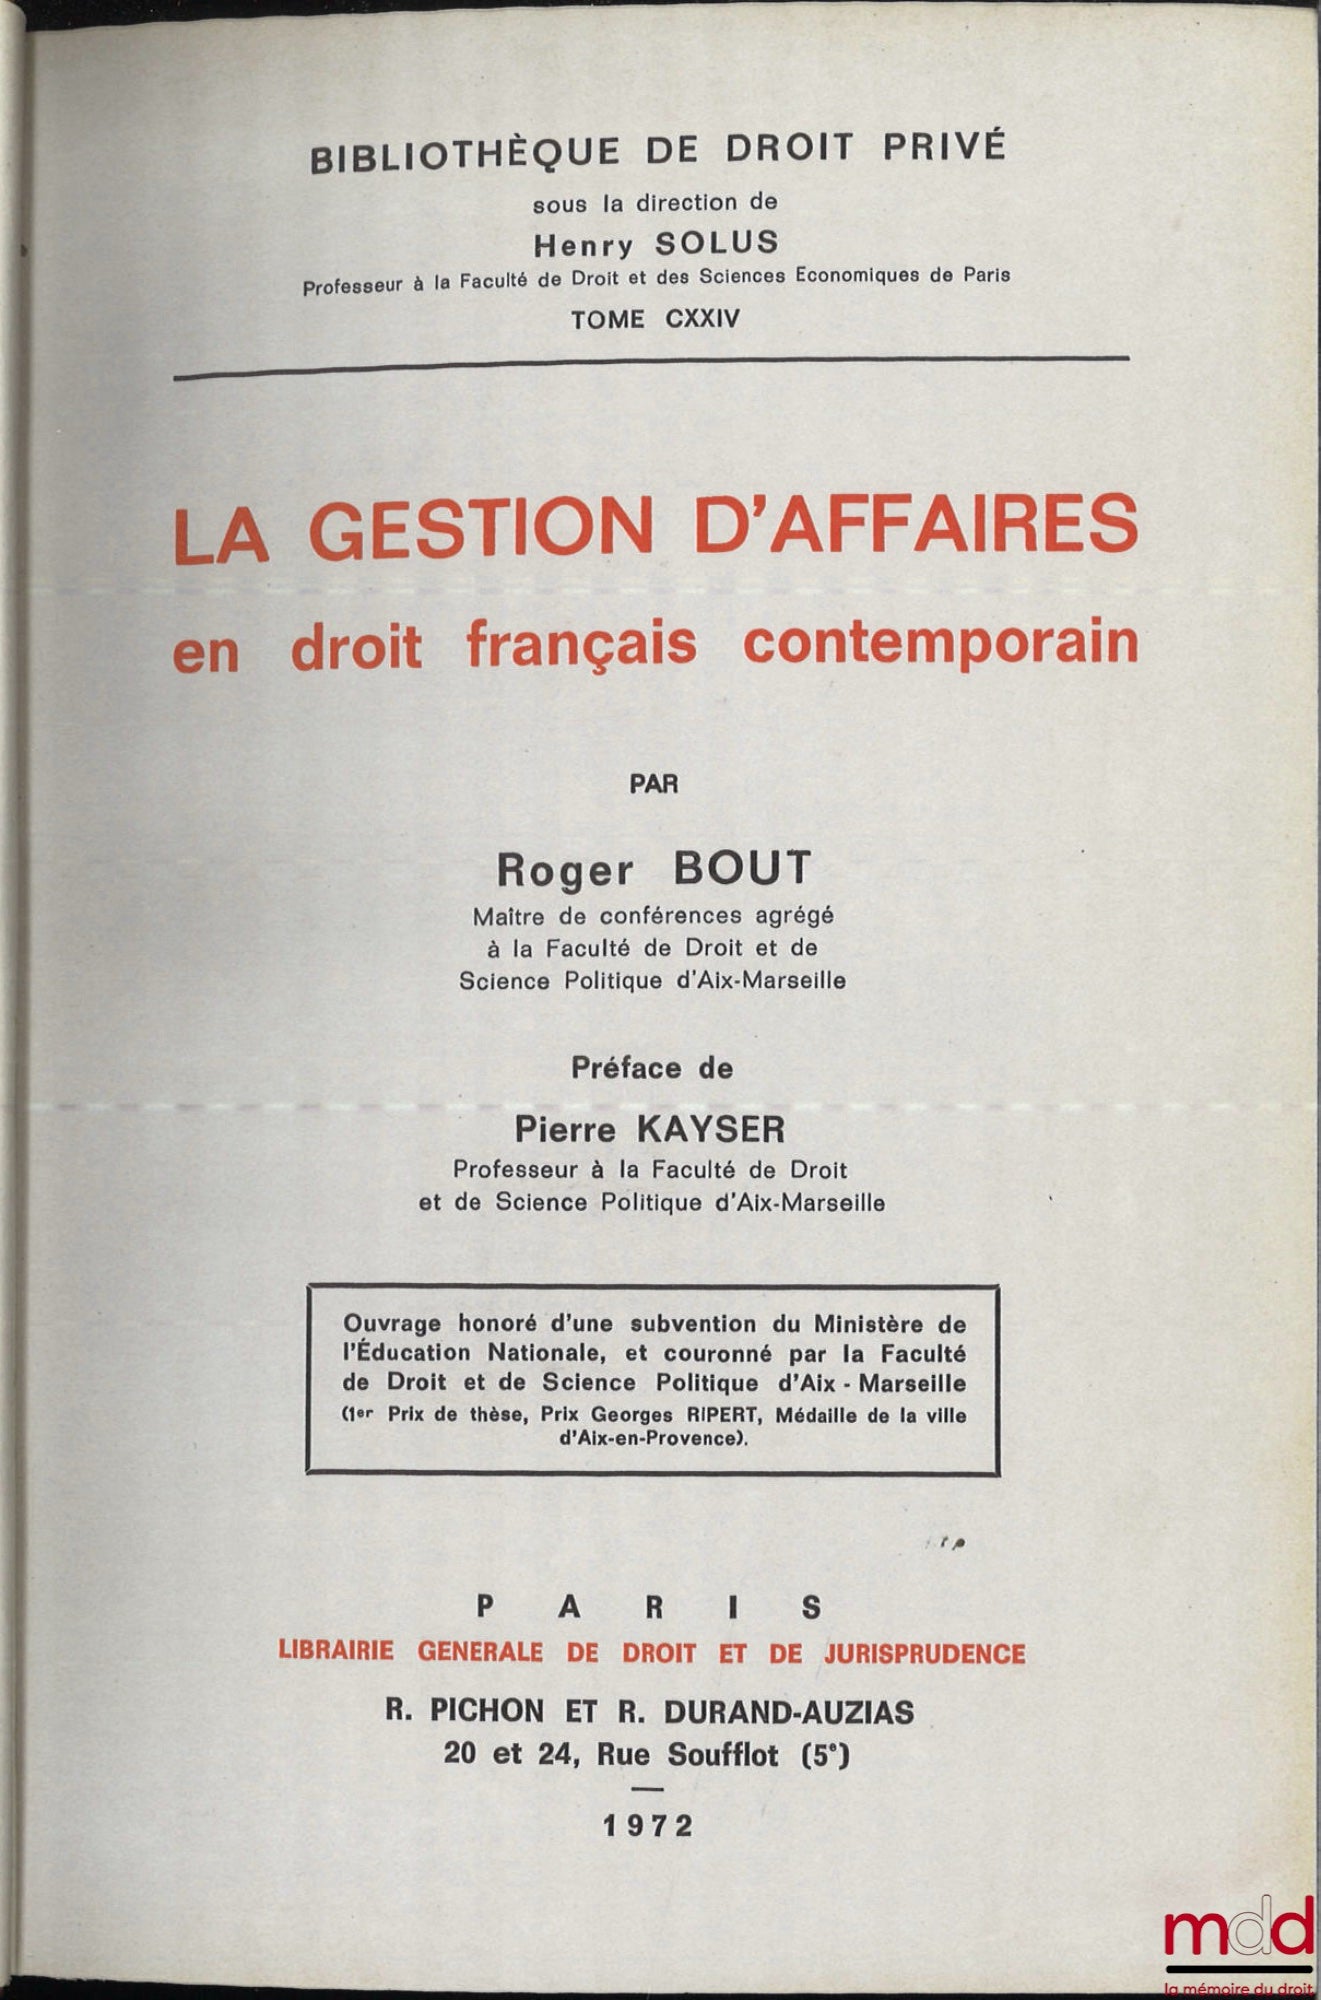 BIBLIOTHÈQUE DE DROIT PRIVÉ
sous la direction de
Henry SOLUS
Professeur à la Faculté de Droit et des Sciences Economiques de Paris
TOME CXXIV
LA GESTION D'AFFAIRES
en droit français contemporain
PAR
Roger BOUT
Maître de conférences agrégé
à la Faculté de Droit et de
Science Politique d'Aix-Marseille
Préface de
Pierre KAYSER
Professeur à la Faculté de Droit
et de Science Politique d'Aix-Marseille
Ouvrage honoré d'une subvention du Ministère de
l'Éducation Nationale, et couronné par la Faculté
de Droit et de Science Politique d'Aix - Marseille
(1er Prix de thèse, Prix Georges RIPERT, Médaille de la ville
d'Aix-en-Provence).
PARIS
LIBRAIRIE GENERALE DE DROIT ET DE JURISPRUDENCE
R. PICHON ET R. DURAND-AUZIAS
20 et 24, Rue Soufflot (5e)
1972
mdd
la mémoire du droit